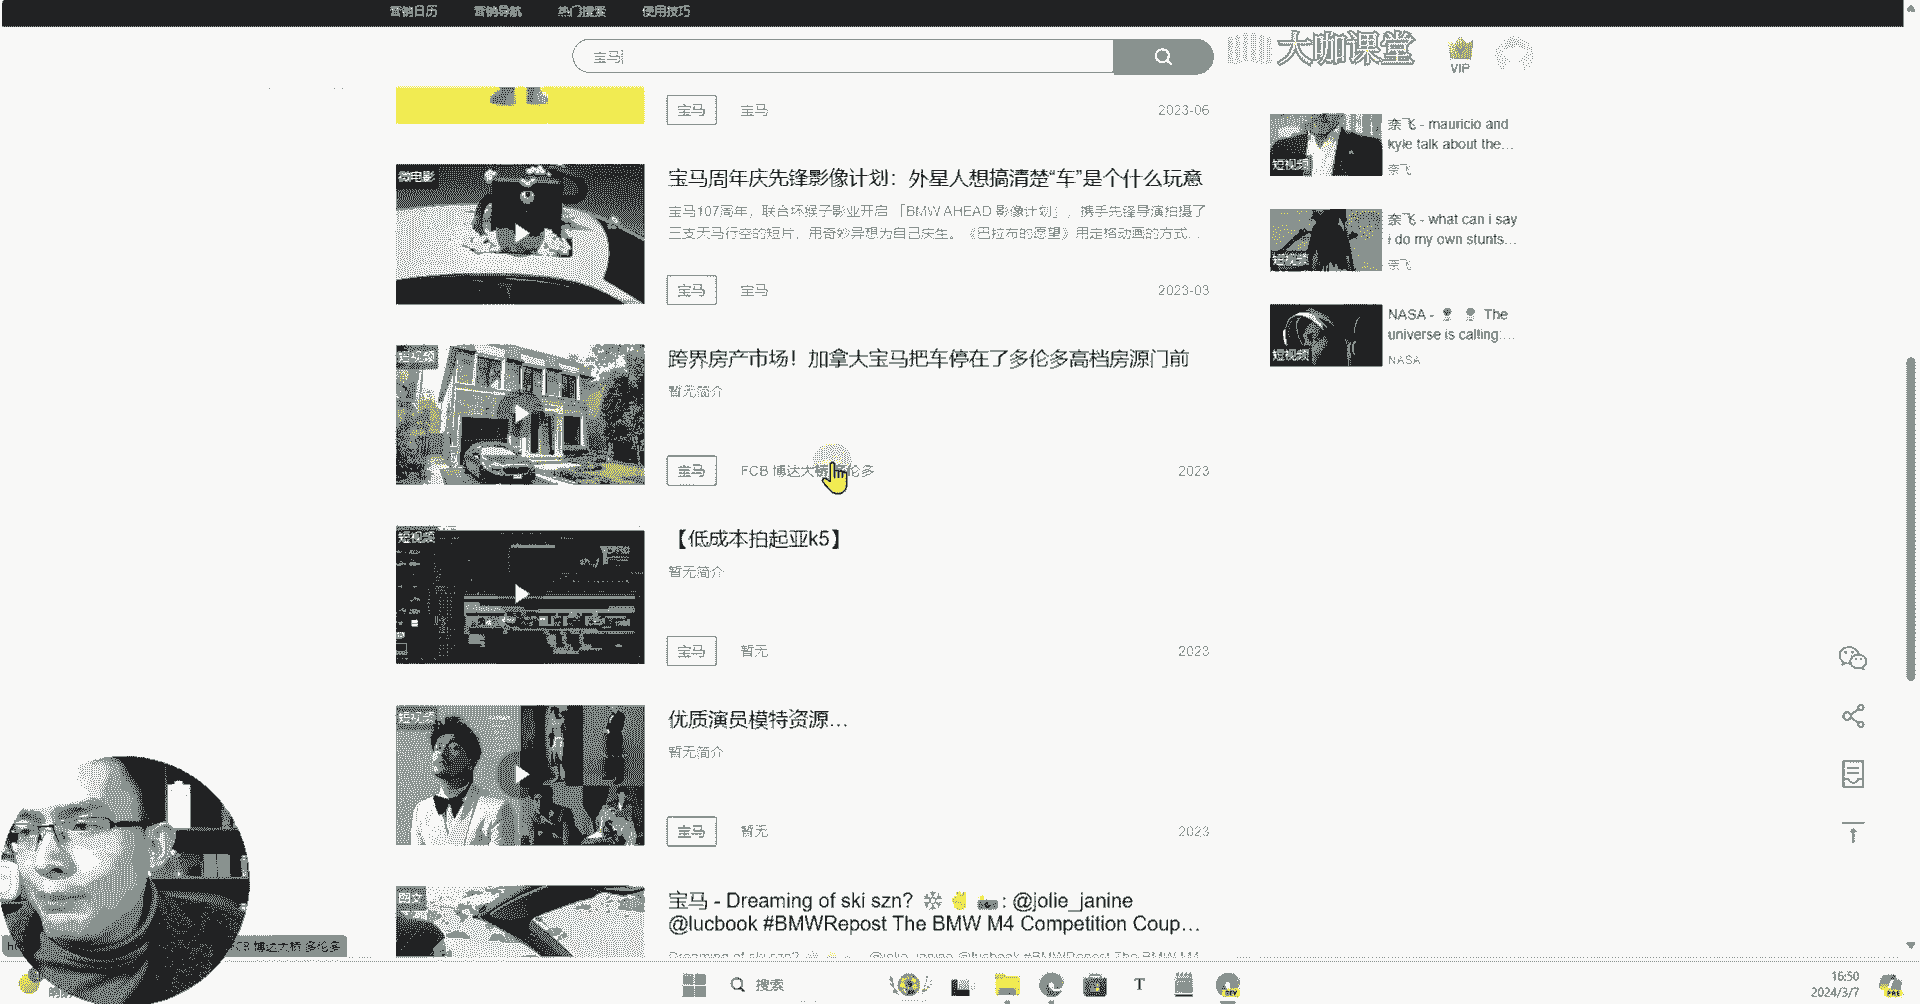 营销日历 营销导航 热门搜索 使用技巧
宝马
大咖课堂
VIP
宝马 宝马 2023-06
微电影
宝马周年庆先锋影像计划：外星人想搞清楚“车”是个什么玩意
宝马107周年，联合坏猴子影业开启「BMW AHEAD 影像计划」，携手先锋导演拍摄了
三支天马行空的短片，用奇妙异想为自己庆生。《巴拉布的愿望》用定格动画的方式...
宝马 宝马 2023-03
短视频
跨界房产市场！加拿大宝马把车停在了多伦多高档房源门前
暂无简介
宝马 FCB 博达大桥 多伦多 2023
短视频
【低成本拍起亚k5】
暂无简介
宝马 暂无 2023
短视频
优质演员模特资源...
暂无简介
宝马 暂无 2023
图文
宝马 - Dreaming of ski szn? ❄ : @jolie_janine
@lucbook #BMWRepost The BMW M4 Competition Coup...
Dreaming of ski szn? @jolie_janine @lucbook #BMWRepost The BMW M4
短视频
奈飞 - mauricio and
kyle talk about the...
奈飞
短视频
奈飞 - what can i say
i do my own stunts...
奈飞
短视频
NASA - The
universe is calling:...
NASA
FCB 博达大桥 多伦多
搜索
16:50
2024/3/7